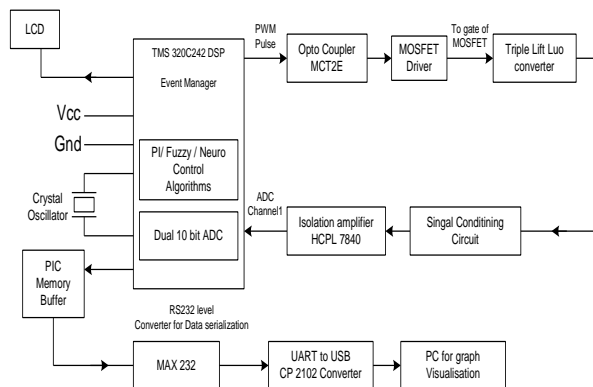 LCD
TMS 320C242 DSP
Event Manager
PWM
Pulse
Opto Coupler
MCT2E
MOSFET
Driver
To gate of
MOSFET
Triple Lift Luo
converter
Vcc
Gnd
PI/ Fuzzy / Neuro
Control
Algorithms
Crystal
Oscillator
Dual 10 bit ADC
ADC
Channel1
Isolation amplifier
HCPL 7840
Singal Conditining
Circuit
PIC
Memory
Buffer
RS232 level
Converter for Data serialization
MAX 232
UART to USB
CP 2102 Converter
PC for graph
Visualisation